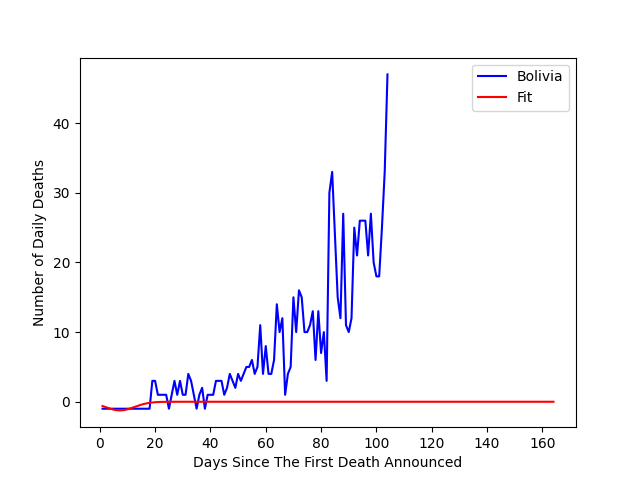 Bolivia
Fit
Number of Daily Deaths
40
30
20
10
0
0 20 40 60 80 100 120 140 160
Days Since The First Death Announced